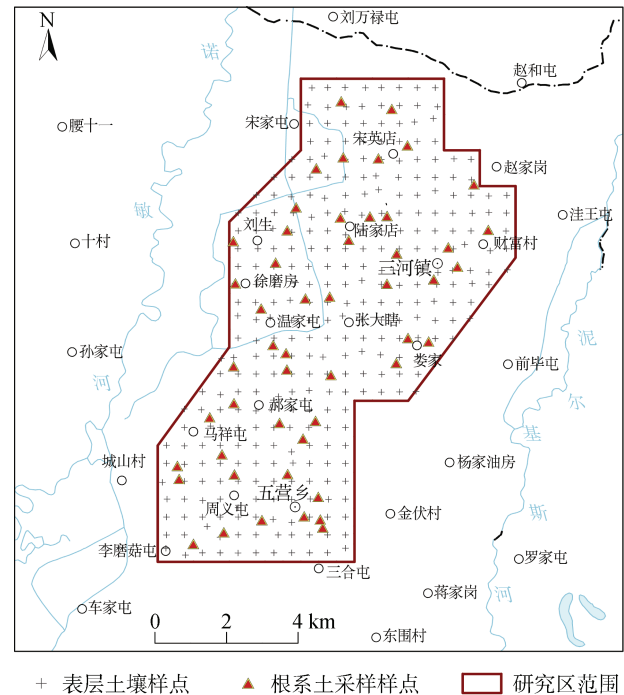 N
刘万禄屯
诺
赵和屯
宋家屯
腰十一
宋英店
赵家岗
敏
洼王屯
刘生
陆家店
十村
财富村
三河镇
徐磨房
温家屯
张大瞎
泥
孙家屯
娄家
前毕屯
河
尔
郝家屯
马祥屯
基
城山村
杨家油房
五营乡
周义屯
金伏村
斯
李磨菇屯
罗家屯
三合屯
蒋家岗
河
车家屯
0 2 4 km
东围村
表层土壤样点 根系土采样样点 研究区范围